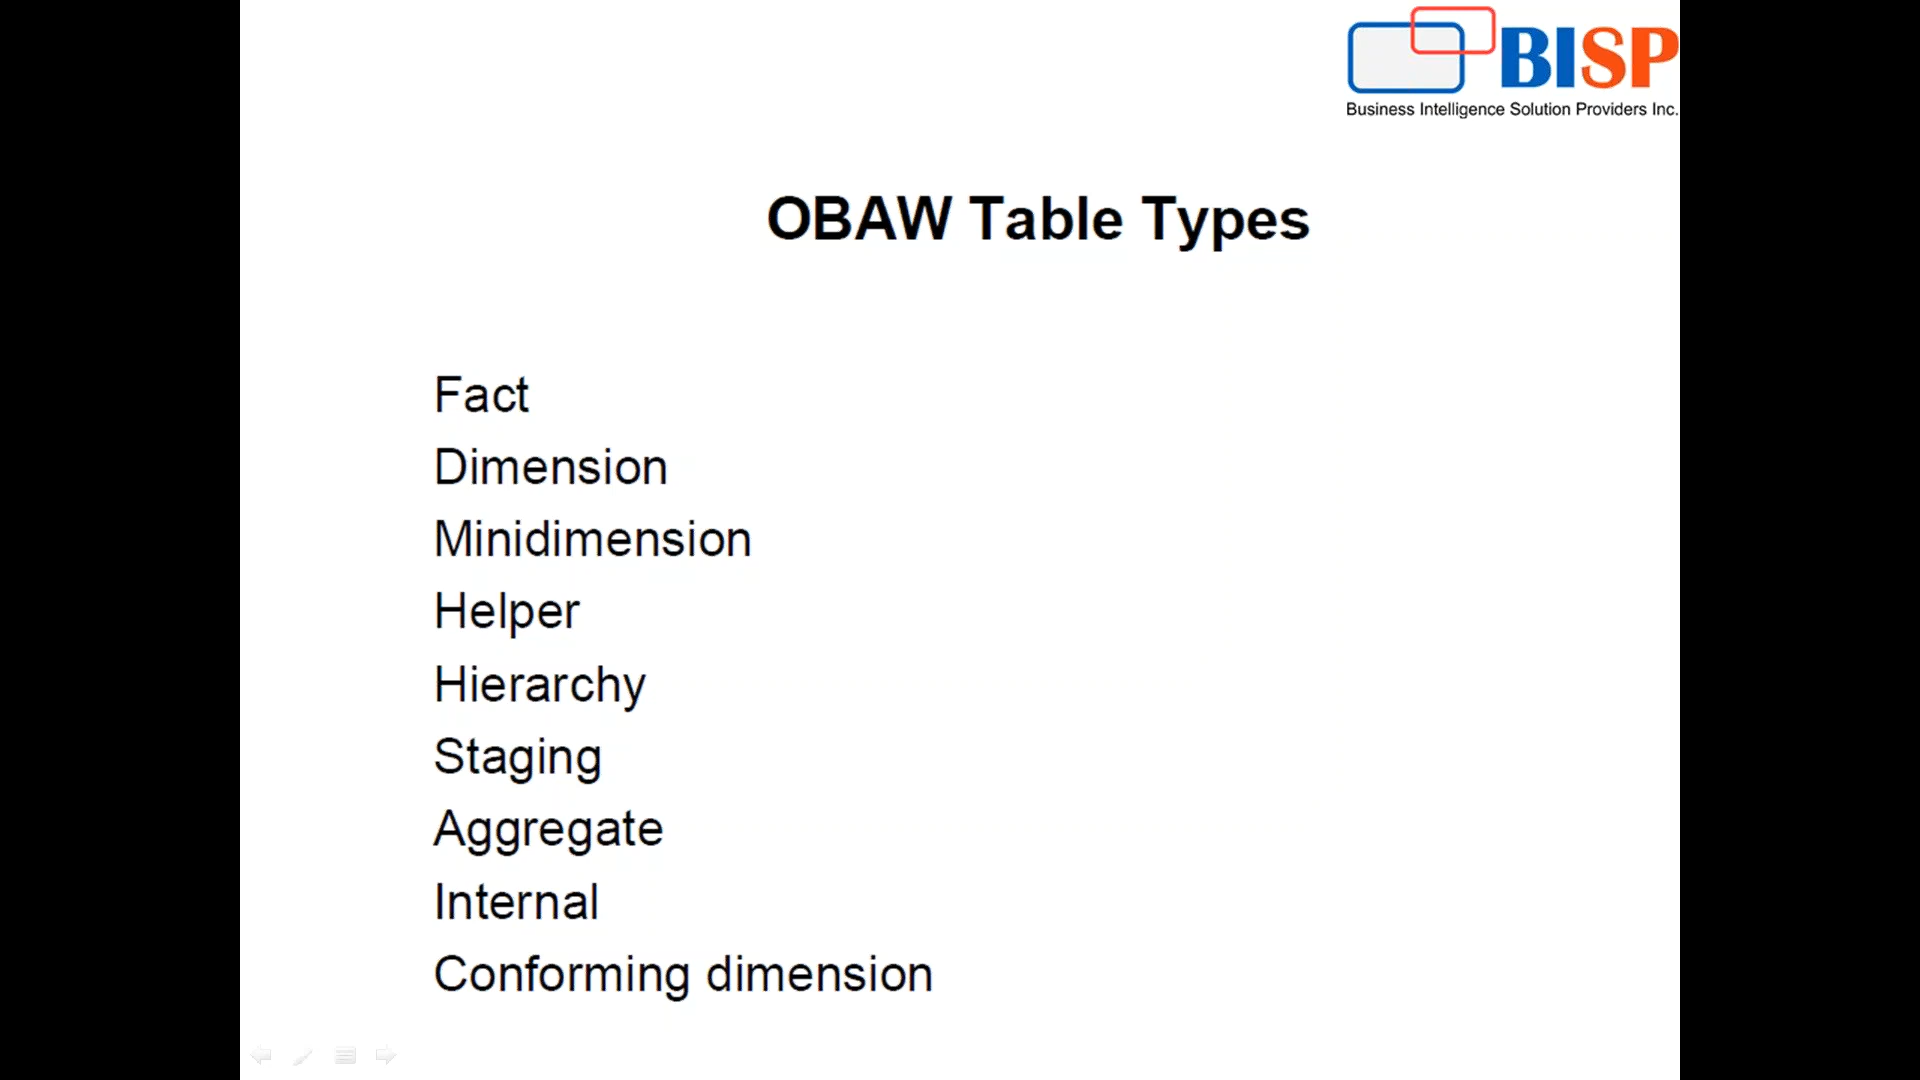 BISP
Business Intelligence Solution Providers Inc.
OBAW Table Types
Fact
Dimension
Minidimension
Helper
Hierarchy
Staging
Aggregate
Internal
Conforming dimension